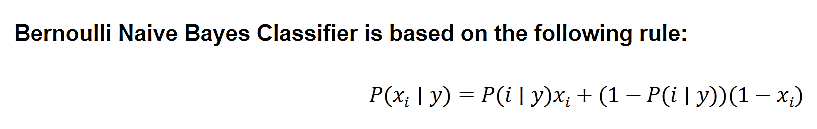 Bernoulli Naive Bayes Classifier is based on the following rule:
P(xᵢ | y) = P(i | y)xᵢ + (1 − P(i | y))(1 − xᵢ)